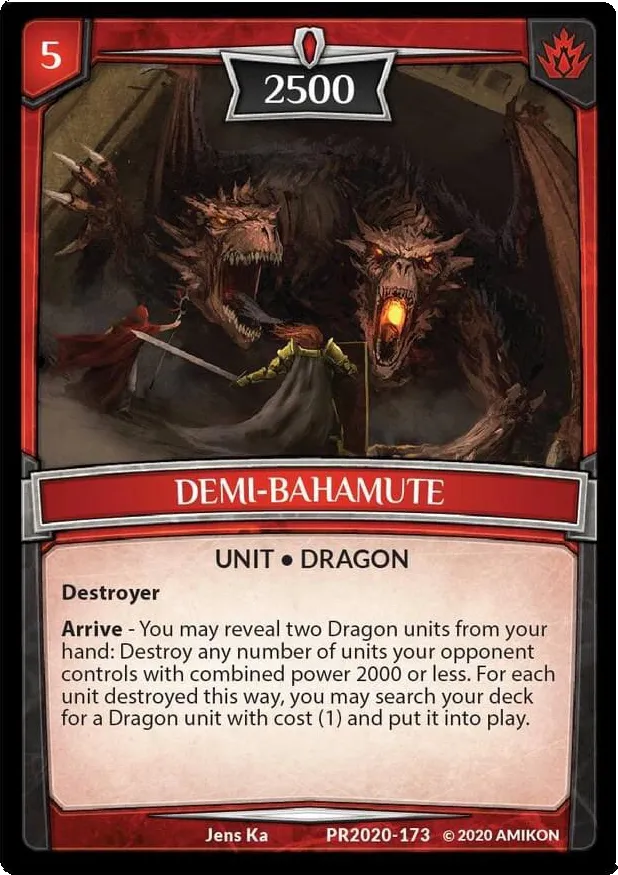 5
2500
DEMI-BAHAMUTE
UNIT • DRAGON
Destroyer
Arrive - You may reveal two Dragon units from your
hand: Destroy any number of units your opponent
controls with combined power 2000 or less. For each
unit destroyed this way, you may search your deck
for a Dragon unit with cost (1) and put it into play.
Jens Ka PR2020-173 © 2020 AMIKON